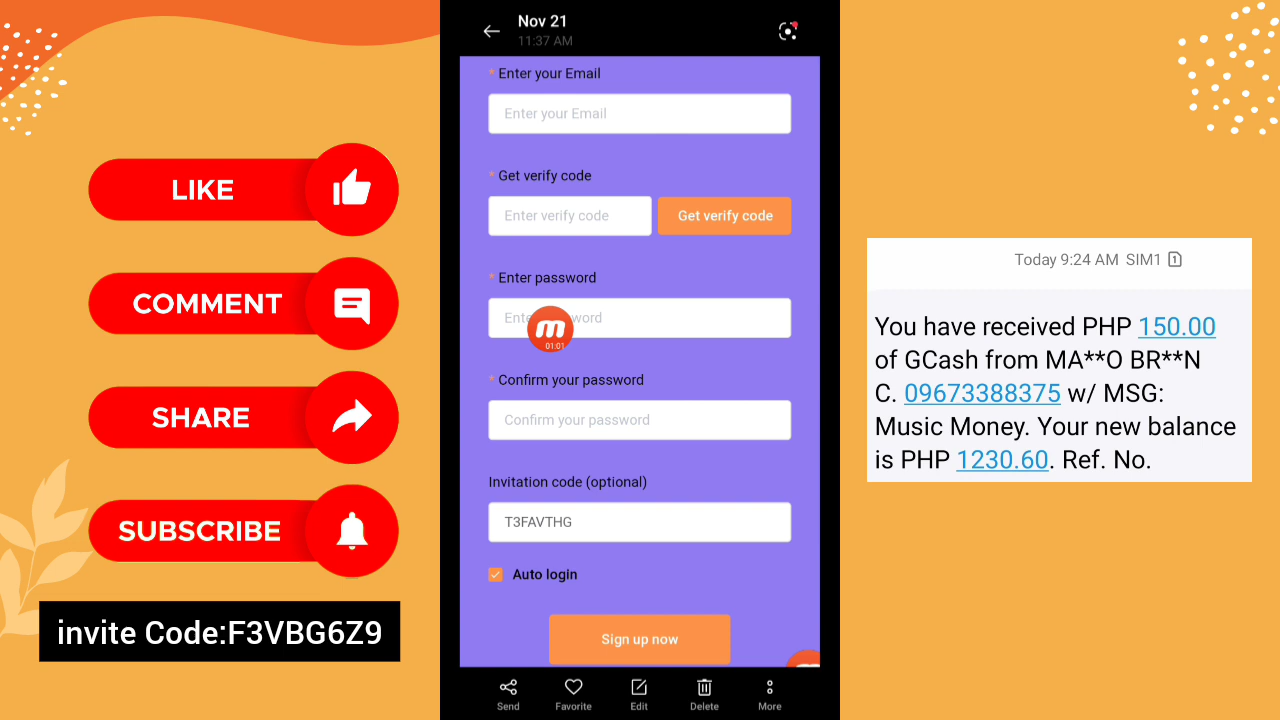 LIKE
COMMENT
SHARE
SUBSCRIBE
invite Code:F3VBG6Z9
Nov 21
11:37 AM
* Enter your Email
Enter your Email
* Get verify code
Enter verify code
Get verify code
* Enter password
m
01:01
* Confirm your password
Confirm your password
Invitation code (optional)
T3FAVTHG
Auto login
Sign up now
Send
Favorite
Edit
Delete
More
Today 9:24 AM SIM1 1
You have received PHP 150.00
of GCash from MA**O BR**N
C. 09673388375 w/ MSG:
Music Money. Your new balance
is PHP 1230.60. Ref. No.